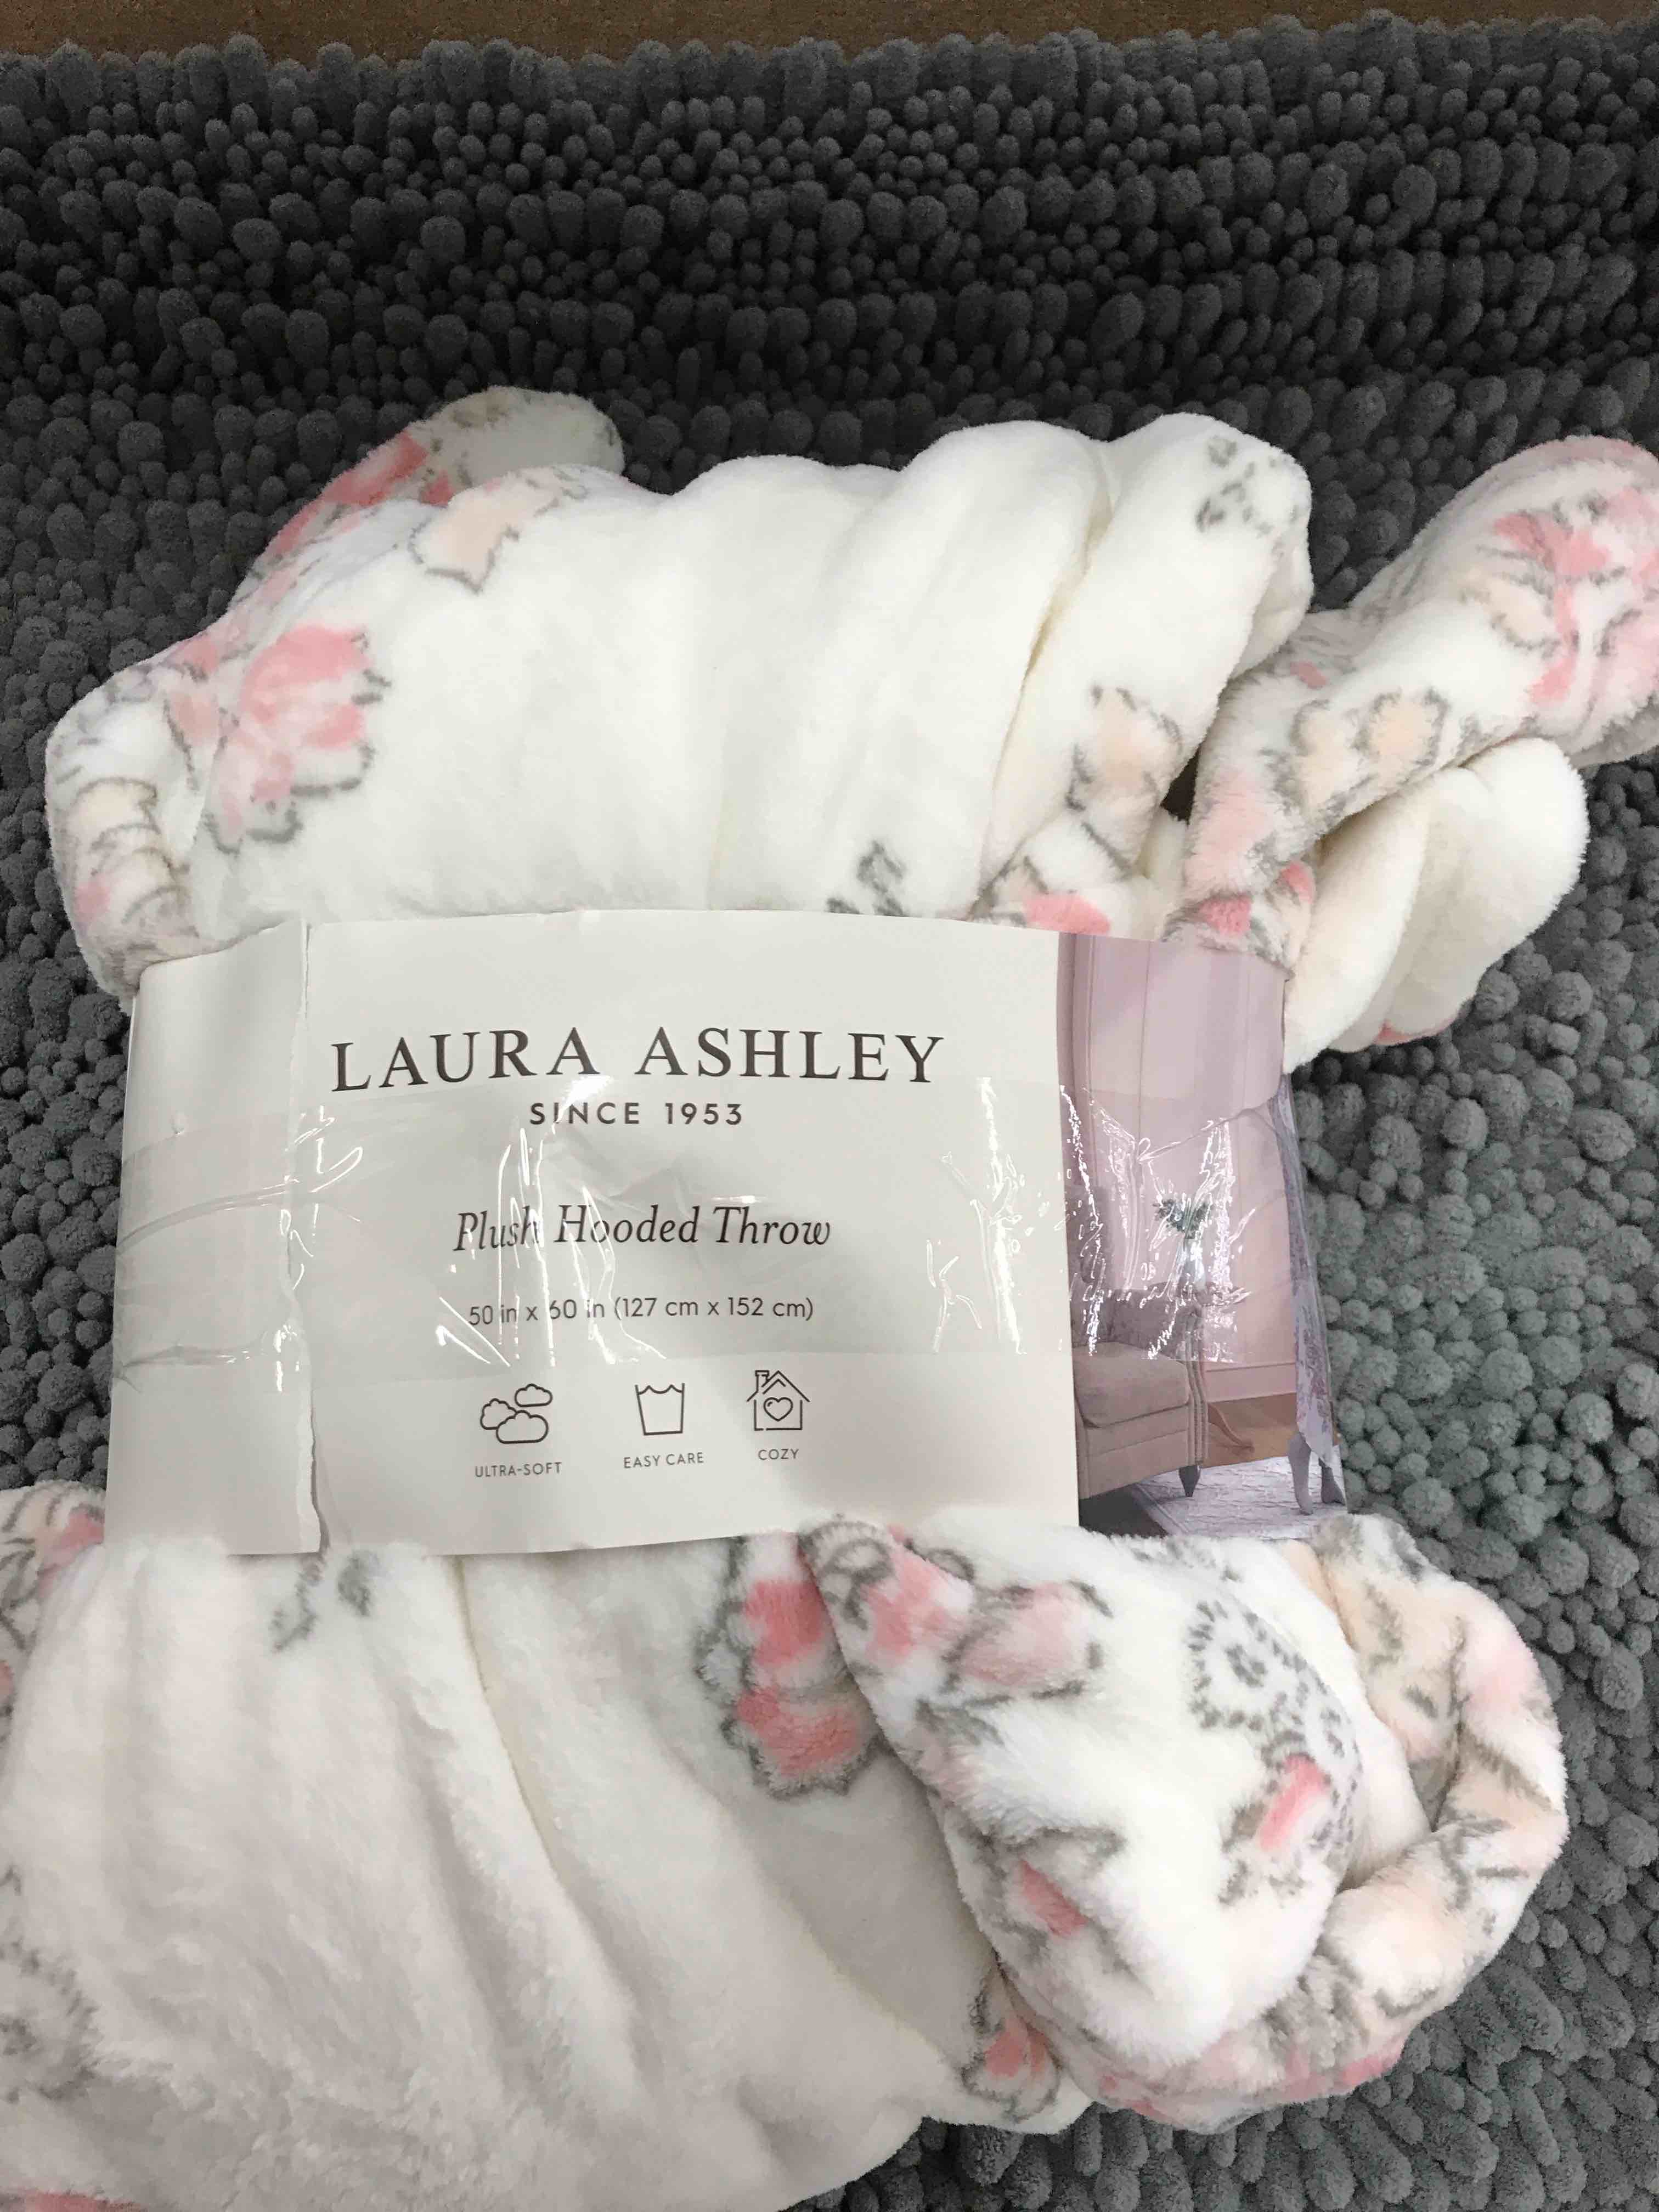 LAURA ASHLEY
SINCE 1953
Plush Hooded Throw
50 in x 60 in (127 cm x 152 cm)
ULTRA-SOFT
EASY CARE
COZY